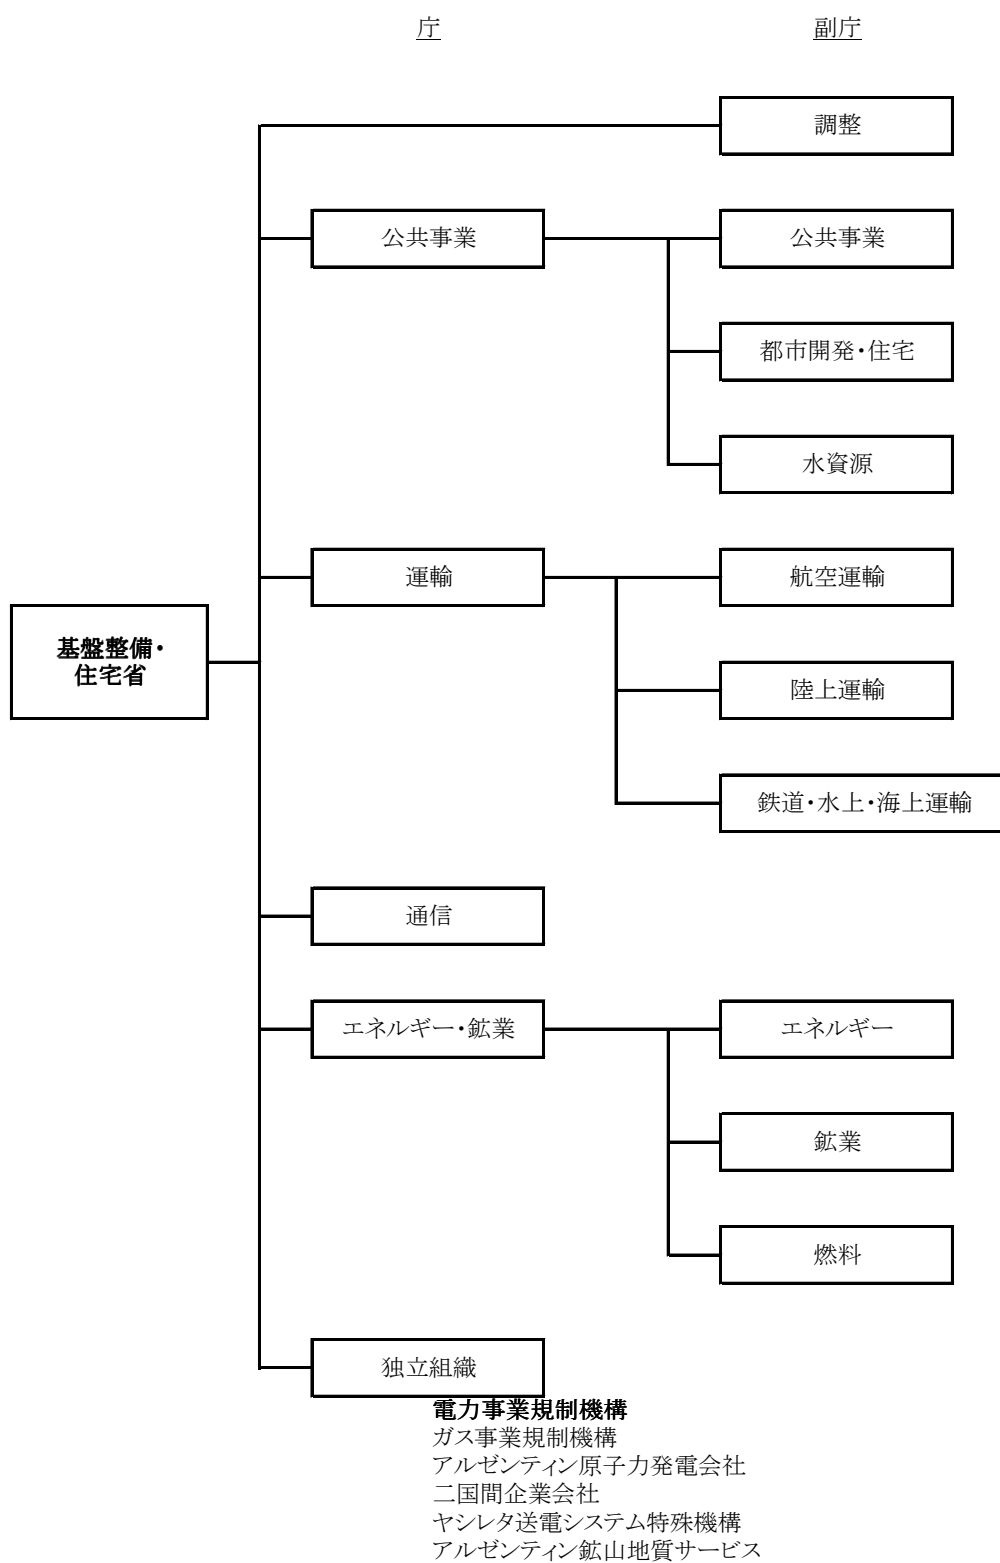 庁
副庁
調整
公共事業
公共事業
都市開発・住宅
水資源
運輸
航空運輸
基盤整備・
住宅省
陸上運輸
鉄道・水上・海上運輸
通信
エネルギー・鉱業
エネルギー
鉱業
燃料
独立組織
電力事業規制機構
ガス事業規制機構
アルゼンティン原子力発電会社
二国間企業会社
ヤシレタ送電システム特殊機構
アルゼンティン鉱山地質サービス